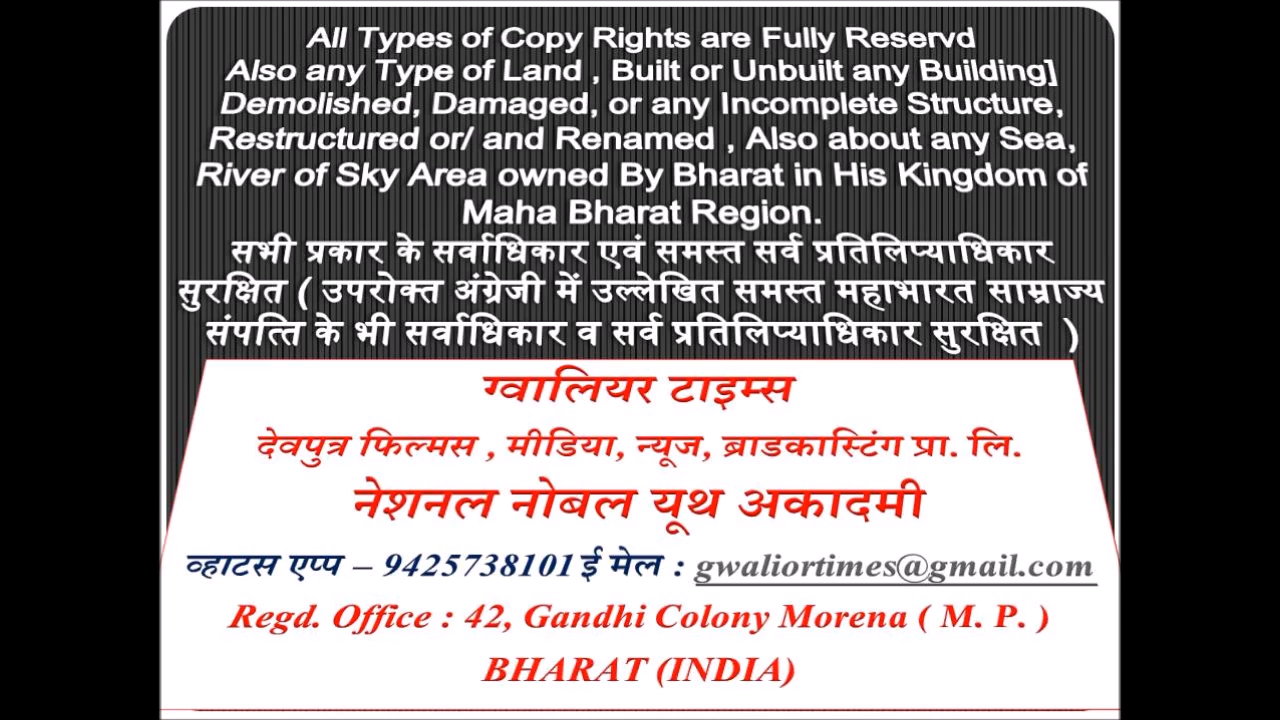 All Types of Copy Rights are Fully Reservd
Also any Type of Land , Built or Unbuilt any Building]
Demolished, Damaged, or any Incomplete Structure,
Restructured or/ and Renamed , Also about any Sea,
River of Sky Area owned By Bharat in His Kingdom of
Maha Bharat Region.
सभी प्रकार के सर्वाधिकार एवं समस्त सर्व प्रतिलिप्याधिकार
सुरक्षित ( उपरोक्त अंग्रेजी में उल्लेखित समस्त महाभारत साम्राज्य
संपत्ति के भी सर्वाधिकार व सर्व प्रतिलिप्याधिकार सुरक्षित )
ग्वालियर टाइम्स
देवपुत्र फिल्मस , मीडिया, न्यूज, ब्राडकास्टिंग प्रा. लि.
नेशनल नोबल यूथ अकादमी
व्हाटस एप्प – 9425738101 ई मेल : gwaliortimes@gmail.com
Regd. Office : 42, Gandhi Colony Morena ( M. P. )
BHARAT (INDIA)